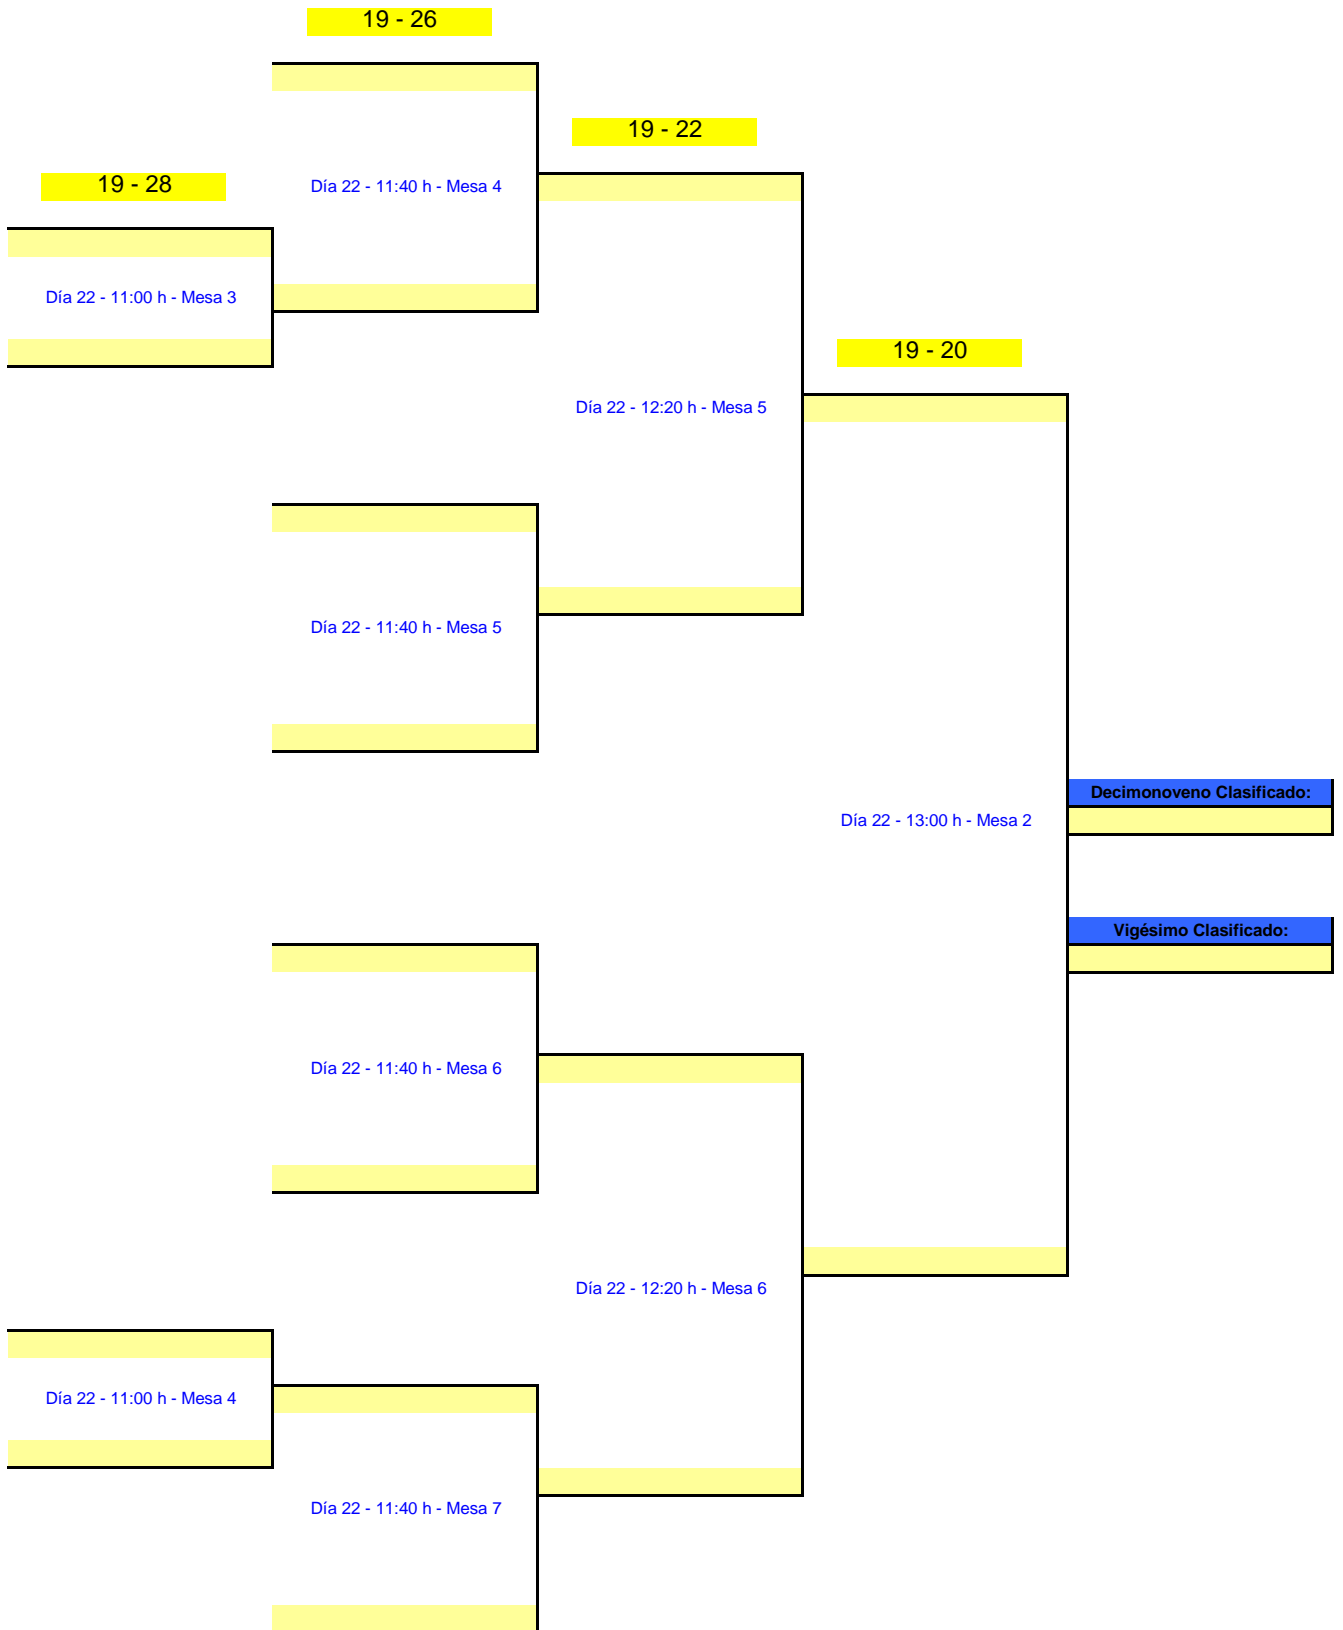 19 - 26
19 - 22
19 - 28
Día 22 - 11:40 h - Mesa 4
Día 22 - 11:00 h - Mesa 3
19 - 20
Día 22 - 12:20 h - Mesa 5
Día 22 - 11:40 h - Mesa 5
Decimonoveno Clasificado:
Día 22 - 13:00 h - Mesa 2
Vigésimo Clasificado:
Día 22 - 11:40 h - Mesa 6
Día 22 - 12:20 h - Mesa 6
Día 22 - 11:00 h - Mesa 4
Día 22 - 11:40 h - Mesa 7